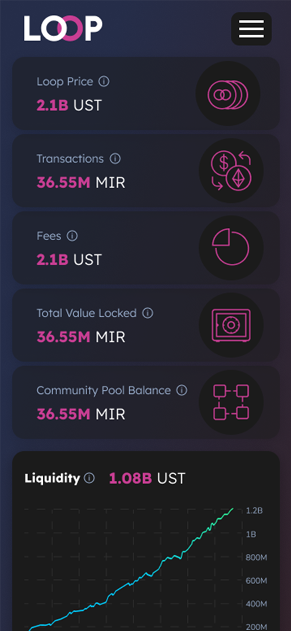 LOOP
Loop Price
2.1B UST
Transactions
36.55M MIR
Fees
2.1B UST
Total Value Locked
36.55M MIR
Community Pool Balance
36.55M MIR
Liquidity 1.08B UST
1.2B
1B
800M
600M
400M
200M